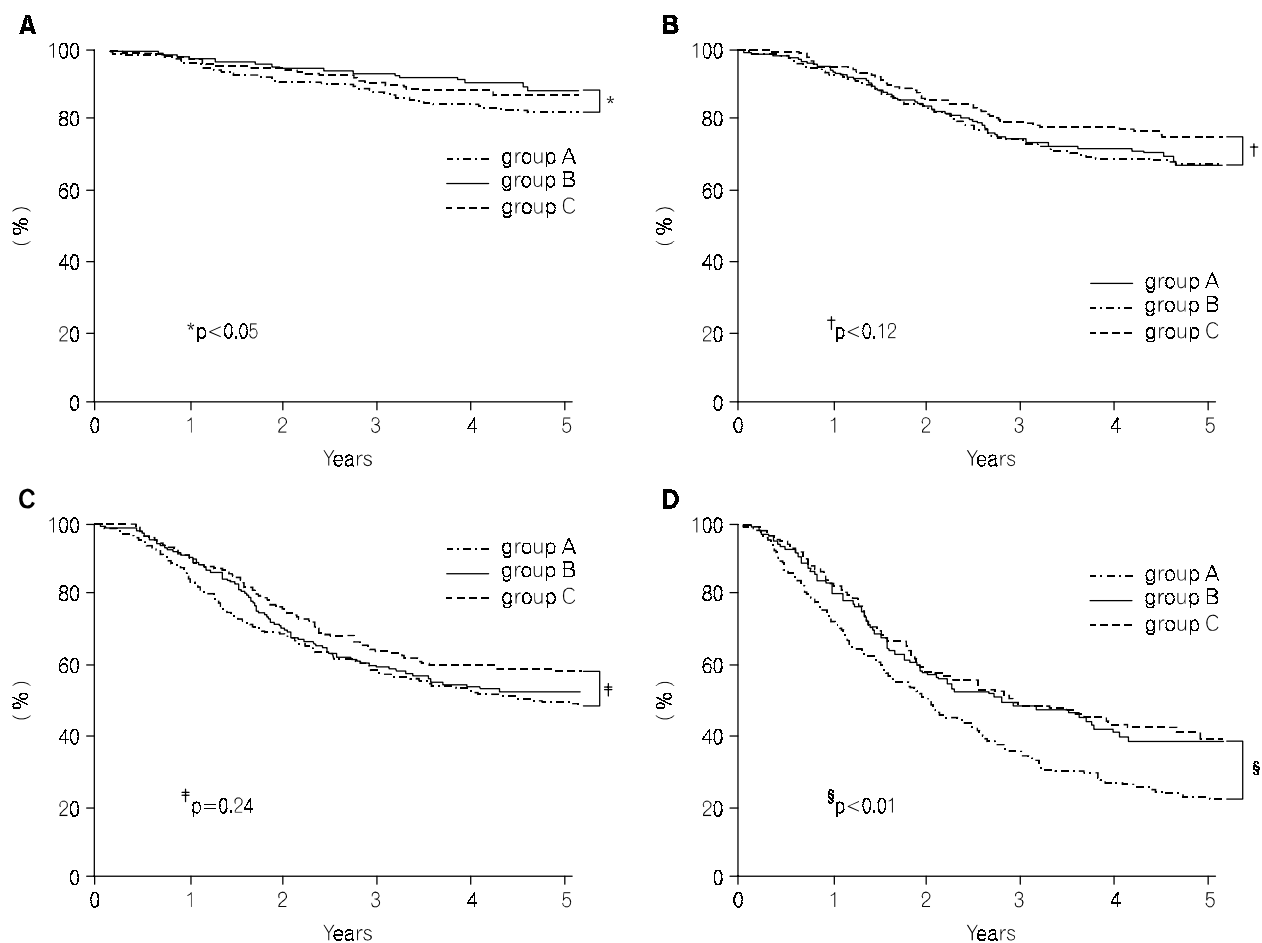 A
100
80
60
40
20
0
(%)
group A
group B
group C
*
*p<0.05
0 1 2 3 4 5
Years
B
100
80
60
40
20
0
(%)
†
group A
group B
group C
†p<0.12
0 1 2 3 4 5
Years
C
100
80
60
40
20
0
(%)
group A
group B
group C
‡
‡p=0.24
0 1 2 3 4 5
Years
D
100
80
60
40
20
0
(%)
group A
group B
group C
§
§p<0.01
0 1 2 3 4 5
Years